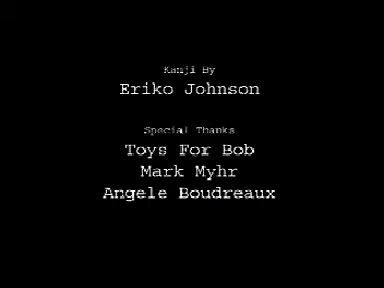 Kanji By
Eriko Johnson
Special Thanks
Toys For Bob
Mark Myhr
Angele Boudreaux